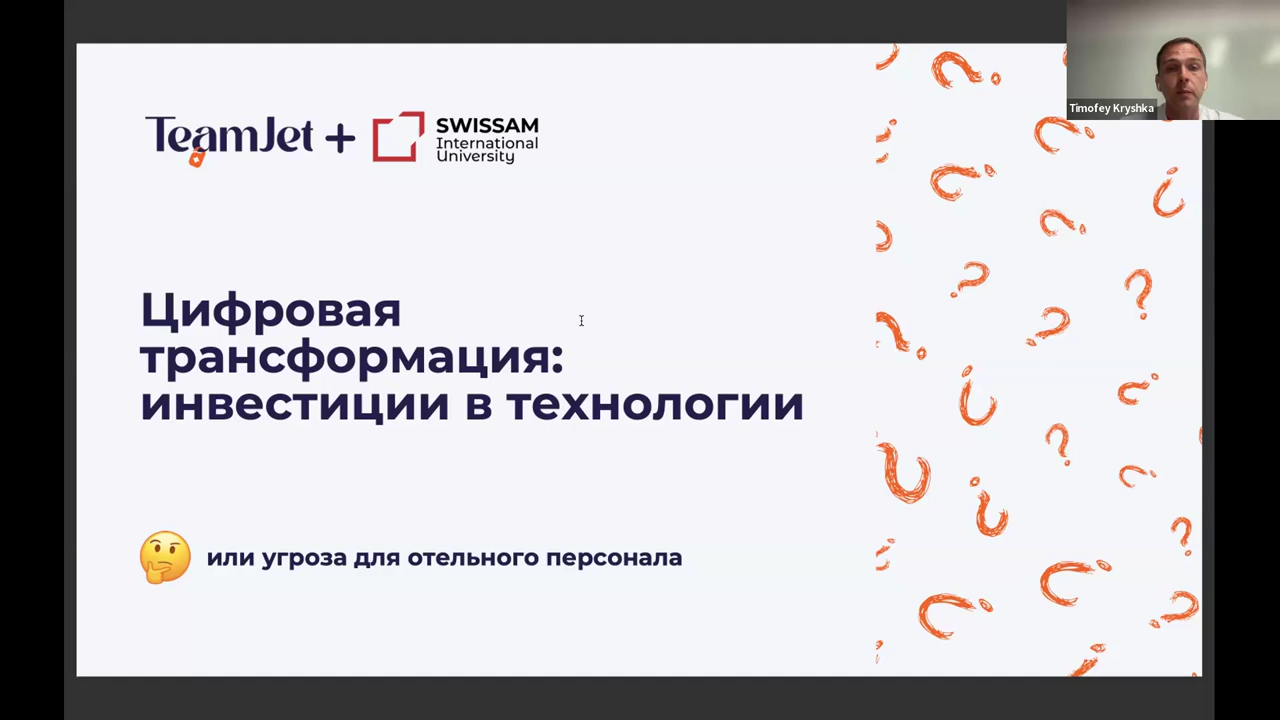 TeamJet +
SWISSAM
International
University
Timofey Kryshka
Цифровая
трансформация:
инвестиции в технологии
или угроза для отельного персонала